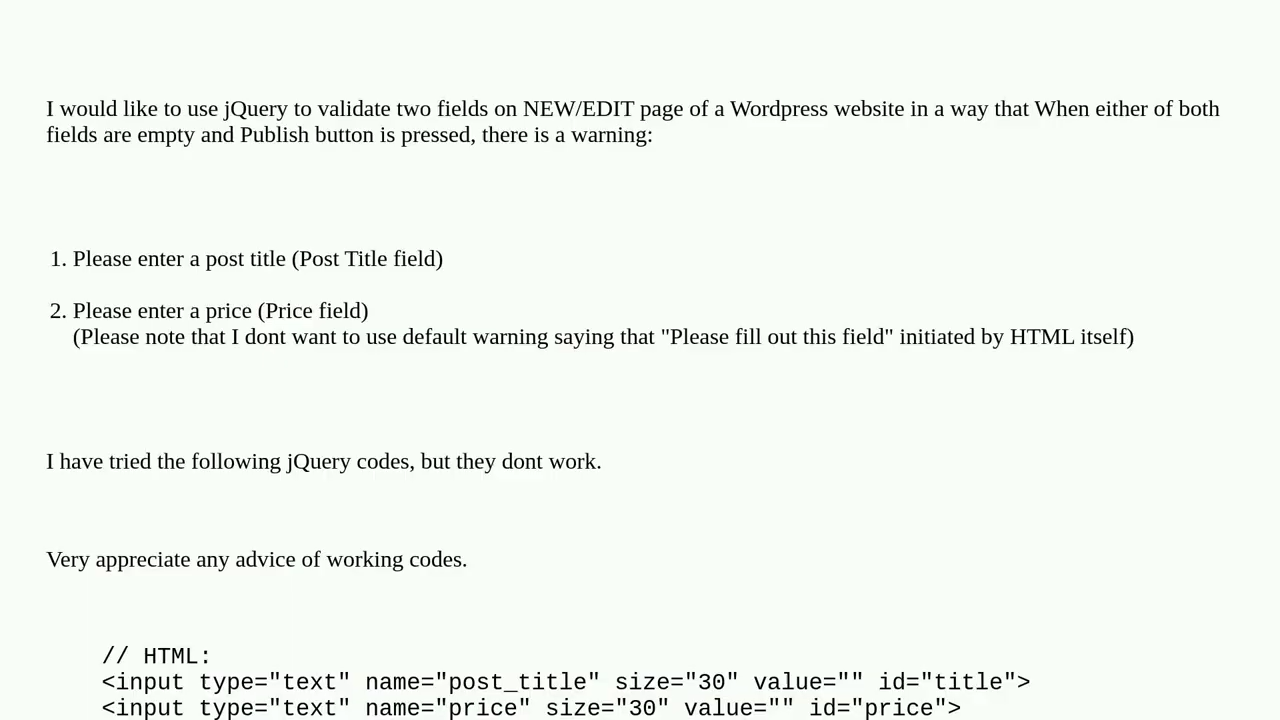 I would like to use jQuery to validate two fields on NEW/EDIT page of a Wordpress website in a way that When either of both
fields are empty and Publish button is pressed, there is a warning:
1. Please enter a post title (Post Title field)
2. Please enter a price (Price field)
(Please note that I dont want to use default warning saying that "Please fill out this field" initiated by HTML itself)
I have tried the following jQuery codes, but they dont work.
Very appreciate any advice of working codes.
// HTML:
<input type="text" name="post_title" size="30" value="" id="title">
<input type="text" name="price" size="30" value="" id="price">